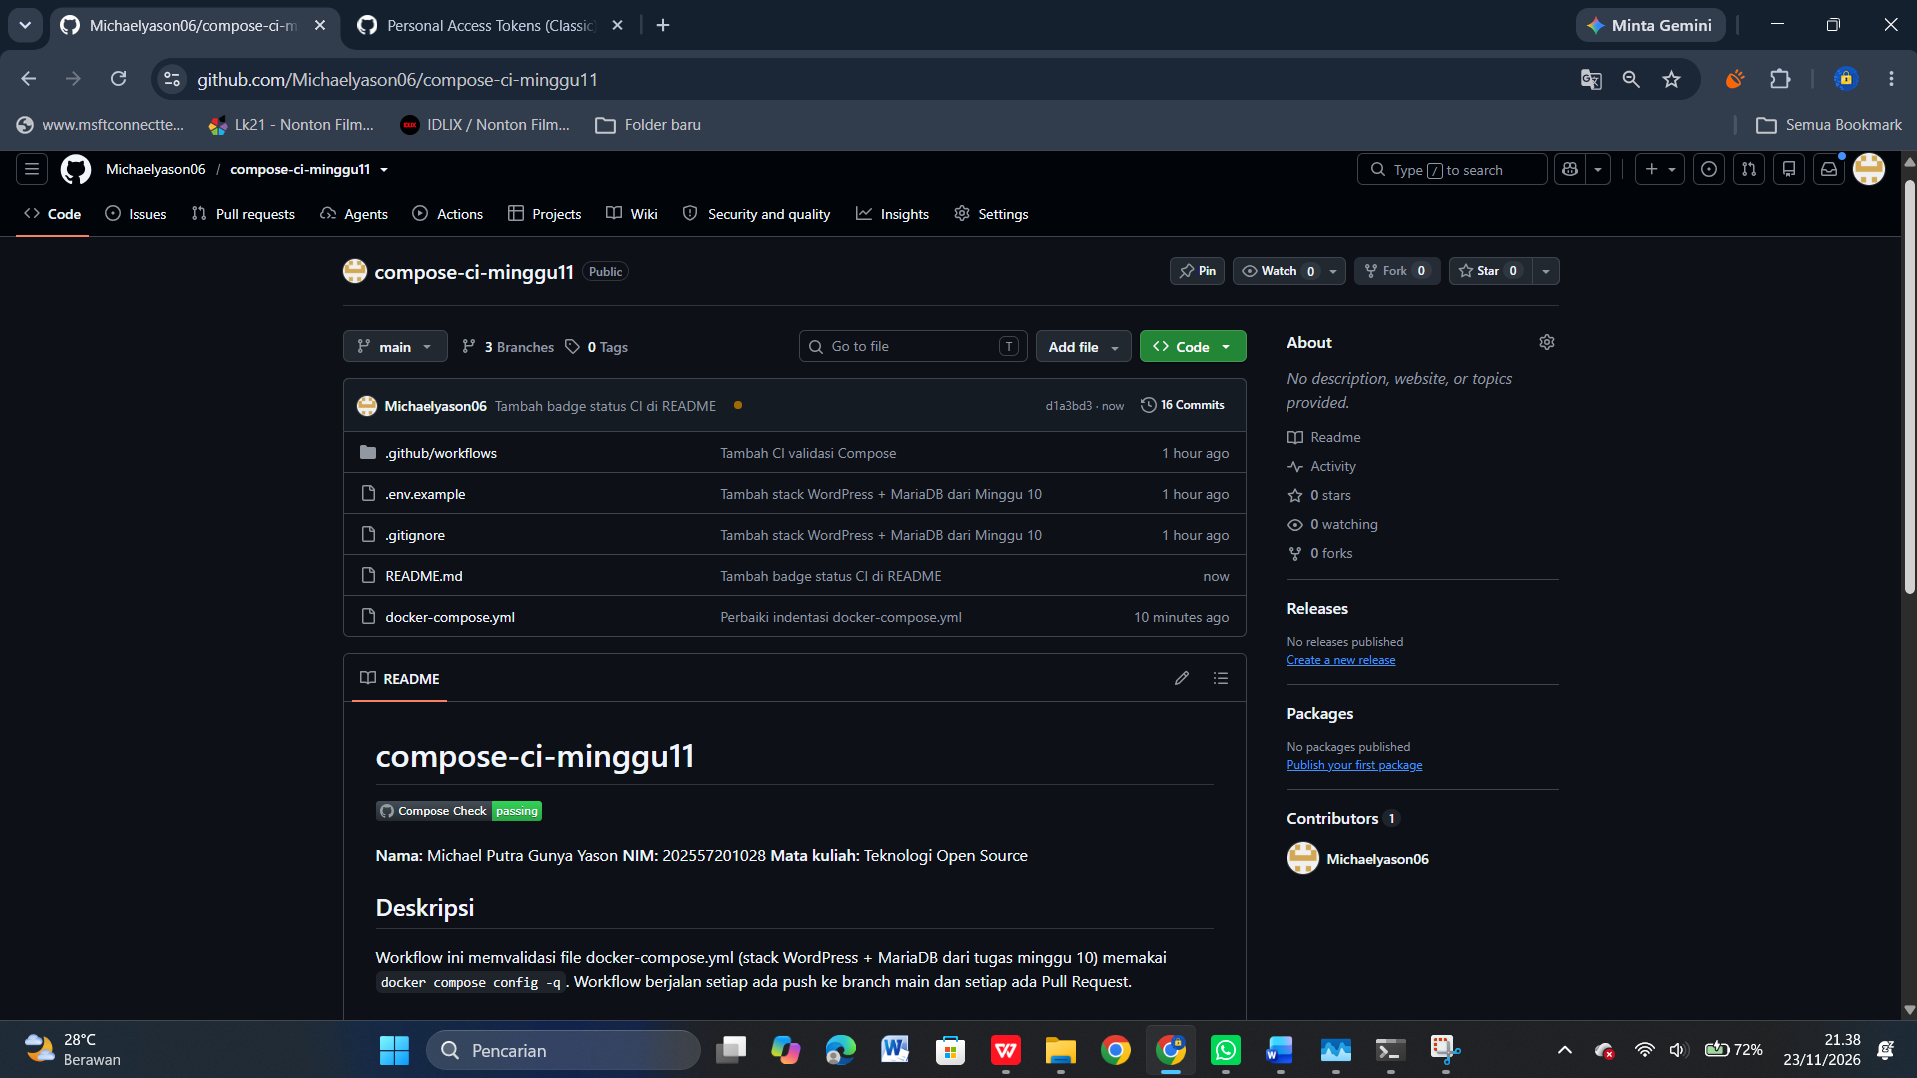 Michaelyason06/compose-ci-m
Personal Access Tokens (Classic)
Minta Gemini
github.com/Michaelyason06/compose-ci-minggu11
www.msftconnectte...
Lk21 - Nonton Film...
IDLIX / Nonton Film...
Folder baru
Semua Bookmark
Michaelyason06 / compose-ci-minggu11
Type / to search
Code
Issues
Pull requests
Agents
Actions
Projects
Wiki
Security and quality
Insights
Settings
compose-ci-minggu11 Public
Pin
Watch 0
Fork 0
Star 0
main
3 Branches
0 Tags
Go to file T
Add file
Code
Michaelyason06 Tambah badge status CI di README
d1a3bd3 · now
16 Commits
.github/workflows Tambah CI validasi Compose 1 hour ago
.env.example Tambah stack WordPress + MariaDB dari Minggu 10 1 hour ago
.gitignore Tambah stack WordPress + MariaDB dari Minggu 10 1 hour ago
README.md Tambah badge status CI di README now
docker-compose.yml Perbaiki indentasi docker-compose.yml 10 minutes ago
README
compose-ci-minggu11
Compose Check passing
Nama: Michael Putra Gunya Yason NIM: 202557201028 Mata kuliah: Teknologi Open Source
Deskripsi
Workflow ini memvalidasi file docker-compose.yml (stack WordPress + MariaDB dari tugas minggu 10) memakai
docker compose config -q. Workflow berjalan setiap ada push ke branch main dan setiap ada Pull Request.
About
No description, website, or topics
provided.
Readme
Activity
0 stars
0 watching
0 forks
Releases
No releases published
Create a new release
Packages
No packages published
Publish your first package
Contributors 1
Michaelyason06
28°C
Berawan
Pencarian
72%
21.38
23/11/2026